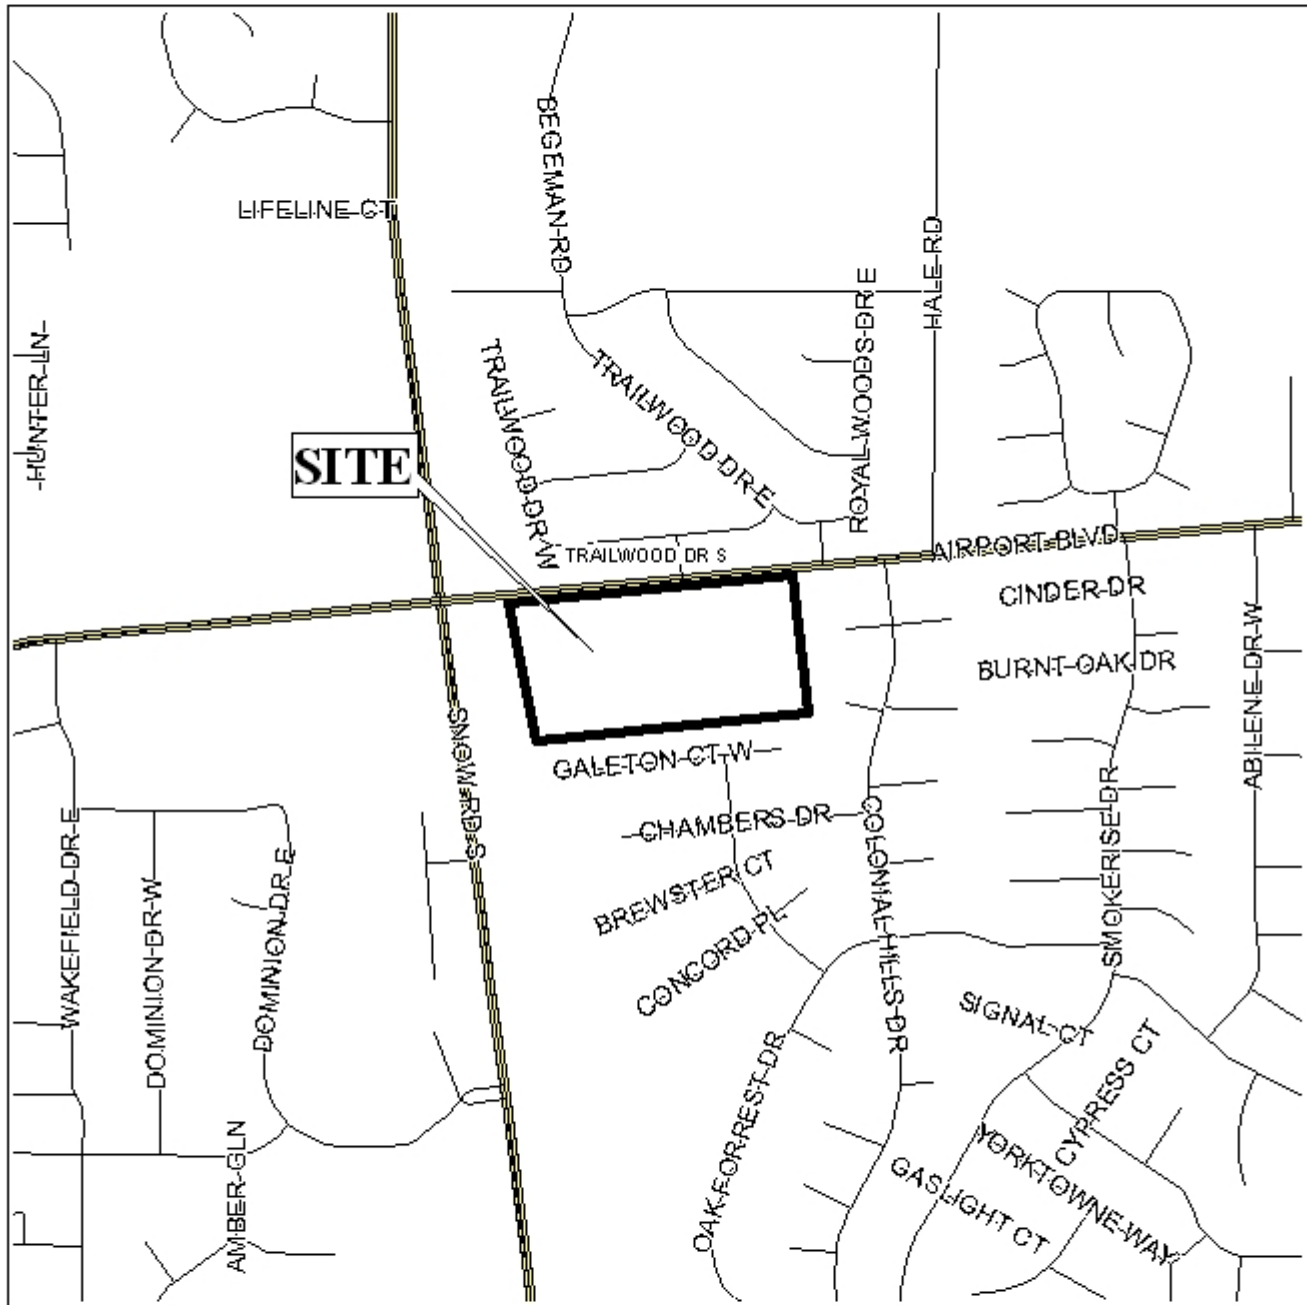 BEGEMAN RD
LIFELINE CT
HALE RD
ROYAL WOODS DR E
HUNTER LN
TRAILWOOD DR W
TRAILWOOD DR E
SITE
TRAILWOOD DR S
AIRPORT BLVD
CINDER DR
BURNT OAK DR
ABILENE DR W
SNOW RD S
GALETON CT W
SMOKERISE DR
COLONIAL HILLS DR
CHAMBERS DR
WAKEFIELD DR E
DOMINION DR W
DOMINION DR E
BREWSTER CT
CONCORD PL
SIGNAL CT
CYPRESS CT
OAK FORREST DR
YORKTOWNE WAY
GASLIGHT CT
AMBER GLN